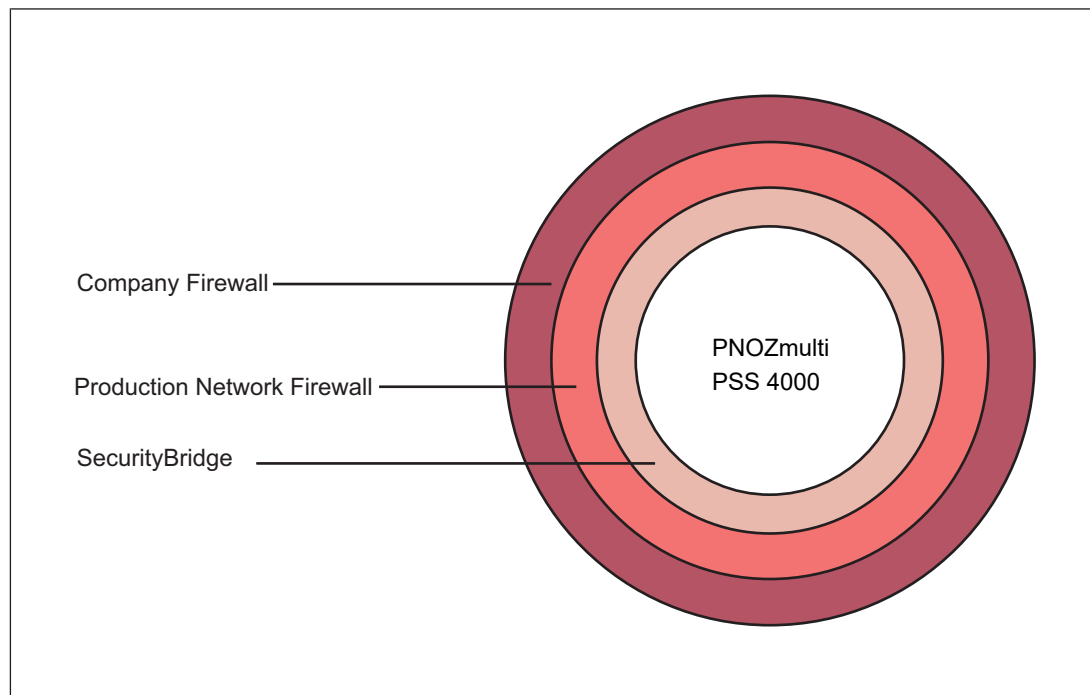 Company Firewall
Production Network Firewall
SecurityBridge
PNOZmulti
PSS 4000